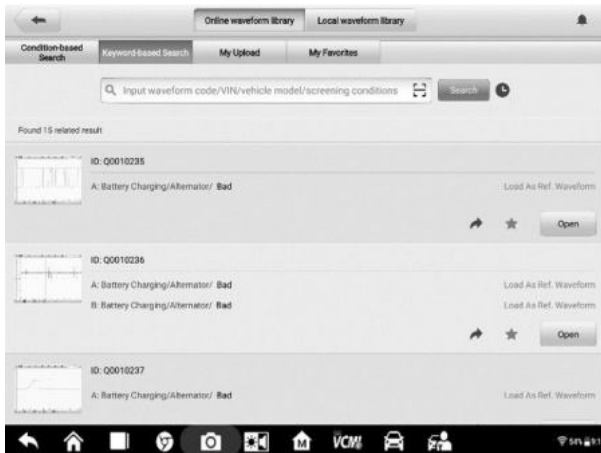 Online waveform library
Local waveform library
Condition-based
Search
Keyword-based Search
My Upload
My Favorites
Input waveform code/VIN/vehicle model/screening conditions
Search
Found 15 related result
ID: Q0010235
A: Battery Charging/Alternator/ Bad
Load As Ref. Waveform
Open
ID: Q0010236
A: Battery Charging/Alternator/ Bad
Load As Ref. Waveform
B: Battery Charging/Alternator/ Bad
Load As Ref. Waveform
Open
ID: Q0010237
A: Battery Charging/Alternator/ Bad
Load As Ref. Waveform
M
VCMI